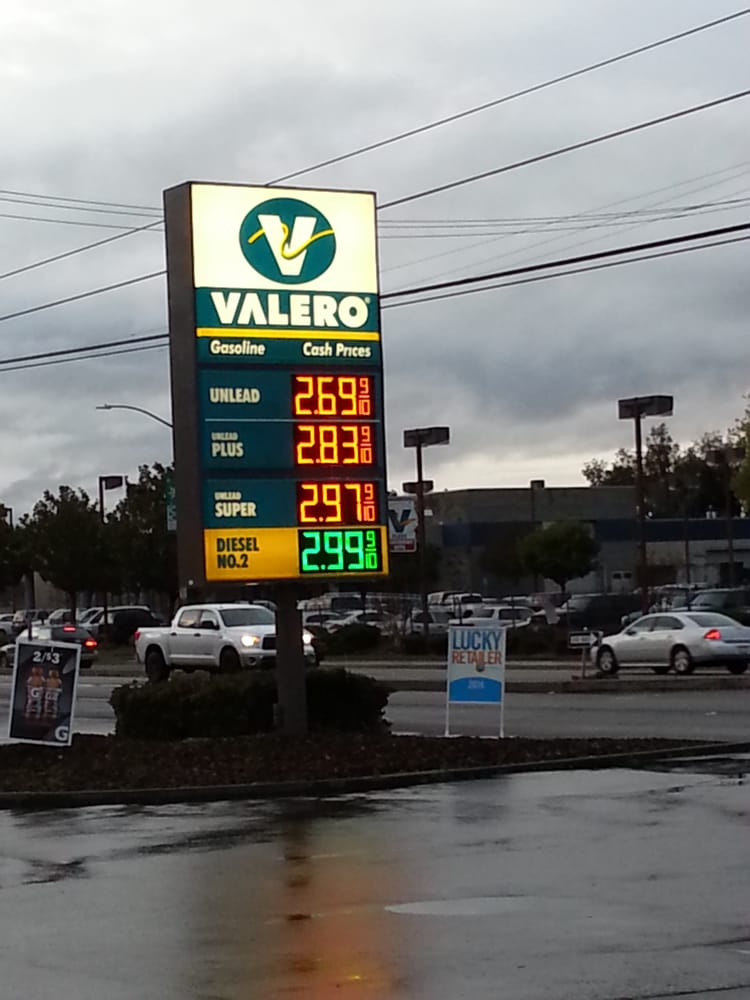 V
VALERO®
Gasoline Cash Prices
UNLEAD 2.69 9/10
UNLEAD
PLUS 2.83 9/10
UNLEAD
SUPER 2.97 9/10
DIESEL
NO.2 2.99 9/10
2/$3
G
LUCKY
RETAILER